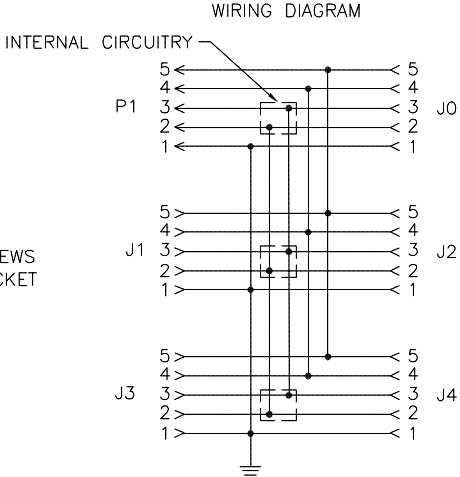 WIRING DIAGRAM
INTERNAL CIRCUITRY
5 5
4 4
P1 3 3 J0
2 2
1 1
5 5
4 4
J1 3 3 J2
EWS
2 2
CKET
1 1
5 5
4 4
J3 3 3 J4
2 2
1 1